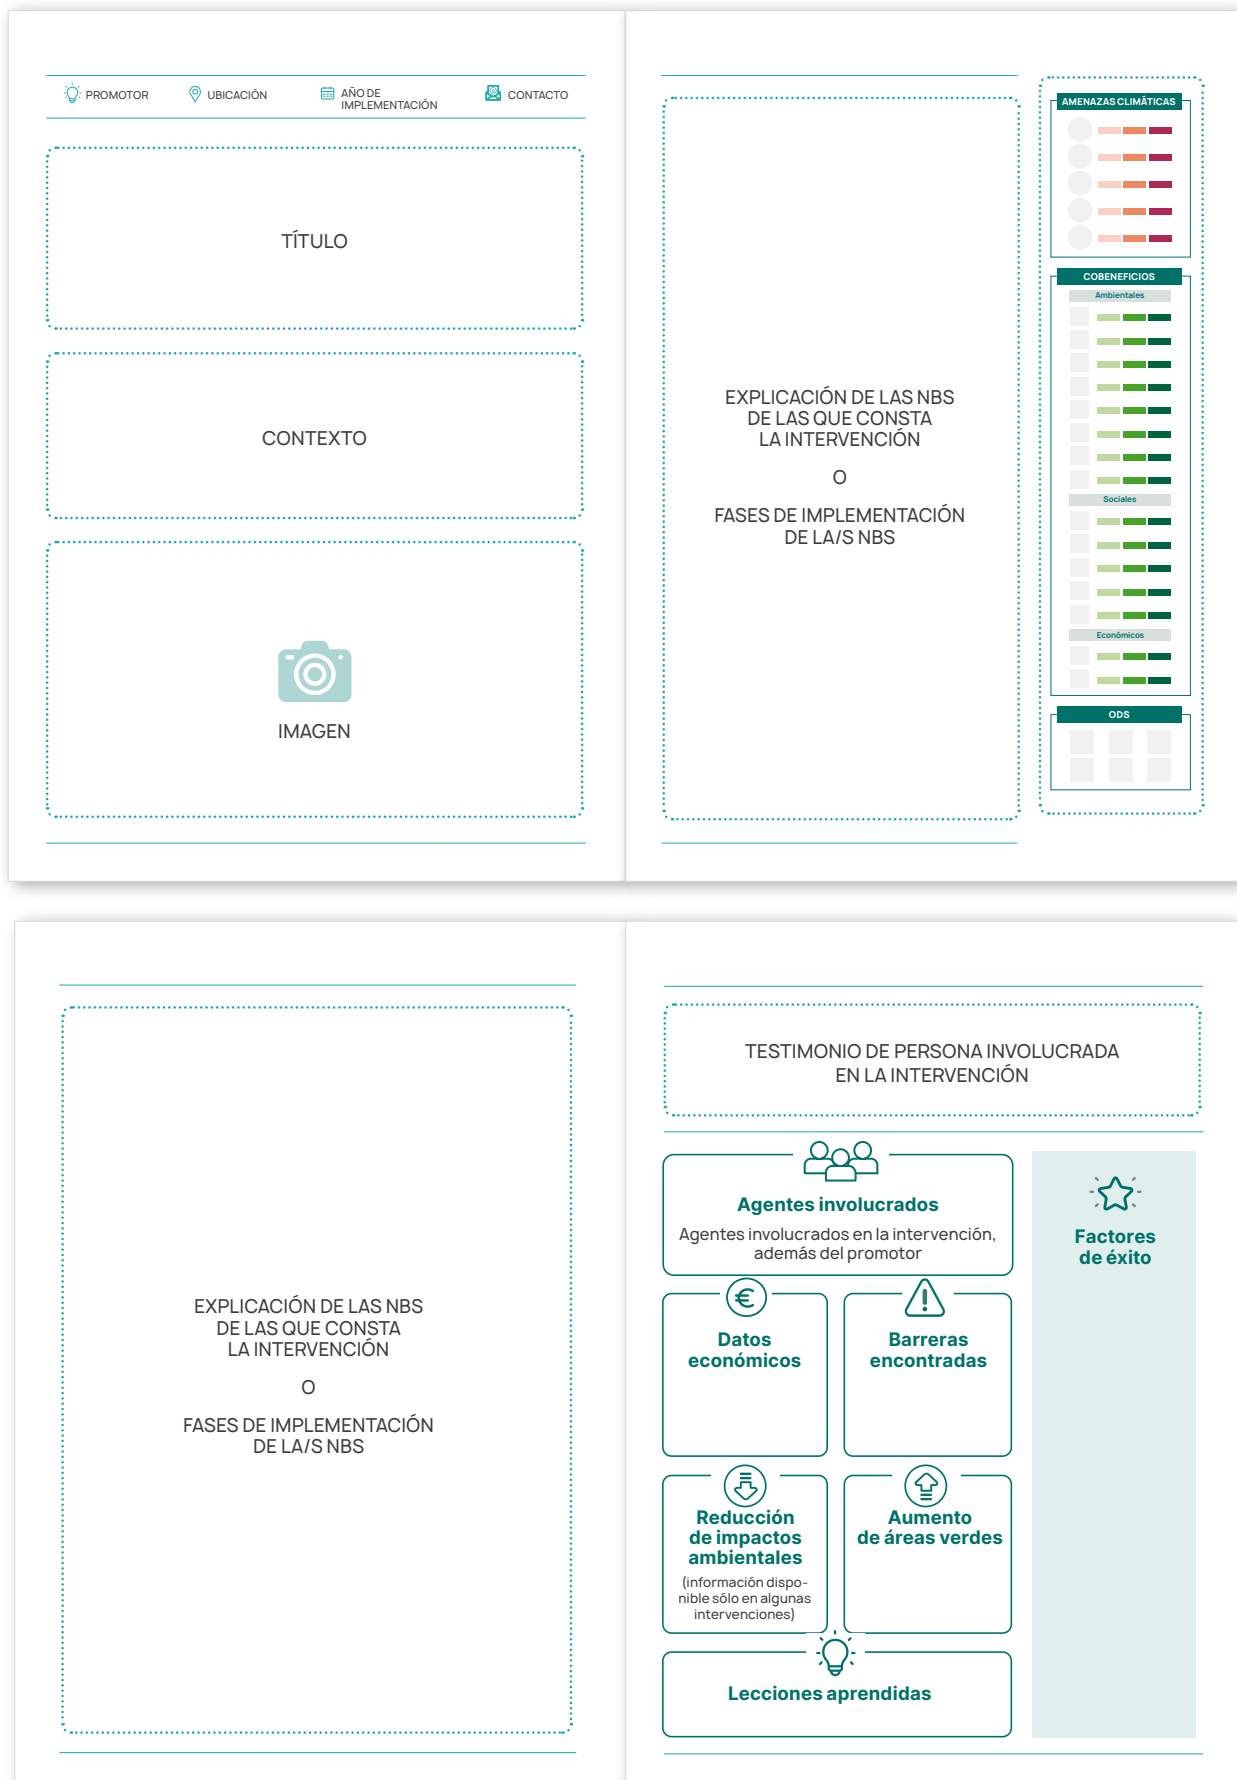 PROMOTOR
UBICACIÓN
AÑO DE
IMPLEMENTACIÓN
CONTACTO
TÍTULO
CONTEXTO
IMAGEN
EXPLICACIÓN DE LAS NBS
DE LAS QUE CONSTA
LA INTERVENCIÓN
O
FASES DE IMPLEMENTACIÓN
DE LA/S NBS
AMENAZAS CLIMÁTICAS
COBENEFICIOS
Ambientales
Sociales
Económicos
ODS
EXPLICACIÓN DE LAS NBS
DE LAS QUE CONSTA
LA INTERVENCIÓN
O
FASES DE IMPLEMENTACIÓN
DE LA/S NBS
TESTIMONIO DE PERSONA INVOLUCRADA
EN LA INTERVENCIÓN
Agentes involucrados
Agentes involucrados en la intervención,
además del promotor
Datos
económicos
Barreras
encontradas
Reducción
de impactos
ambientales
(información dispo-
nible sólo en algunas
intervenciones)
Aumento
de áreas verdes
Lecciones aprendidas
Factores
de éxito